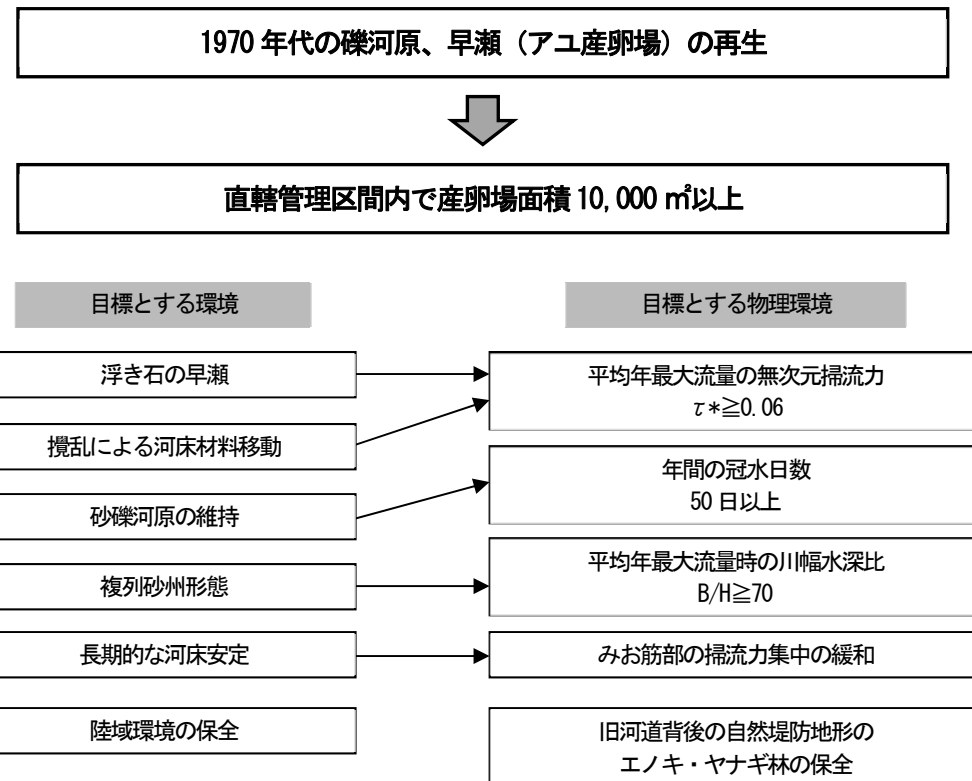 1970 年代の礫河原、早瀬（アユ産卵場）の再生
直轄管理区間内で産卵場面積 10,000 ㎡以上
目標とする環境
目標とする物理環境
浮き石の早瀬
平均年最大流量の無次元掃流力
τ*≧0.06
攪乱による河床材料移動
年間の冠水日数
50 日以上
砂礫河原の維持
平均年最大流量時の川幅水深比
B/H≧70
複列砂州形態
長期的な河床安定
みお筋部の掃流力集中の緩和
陸域環境の保全
旧河道背後の自然堤防地形の
エノキ・ヤナギ林の保全